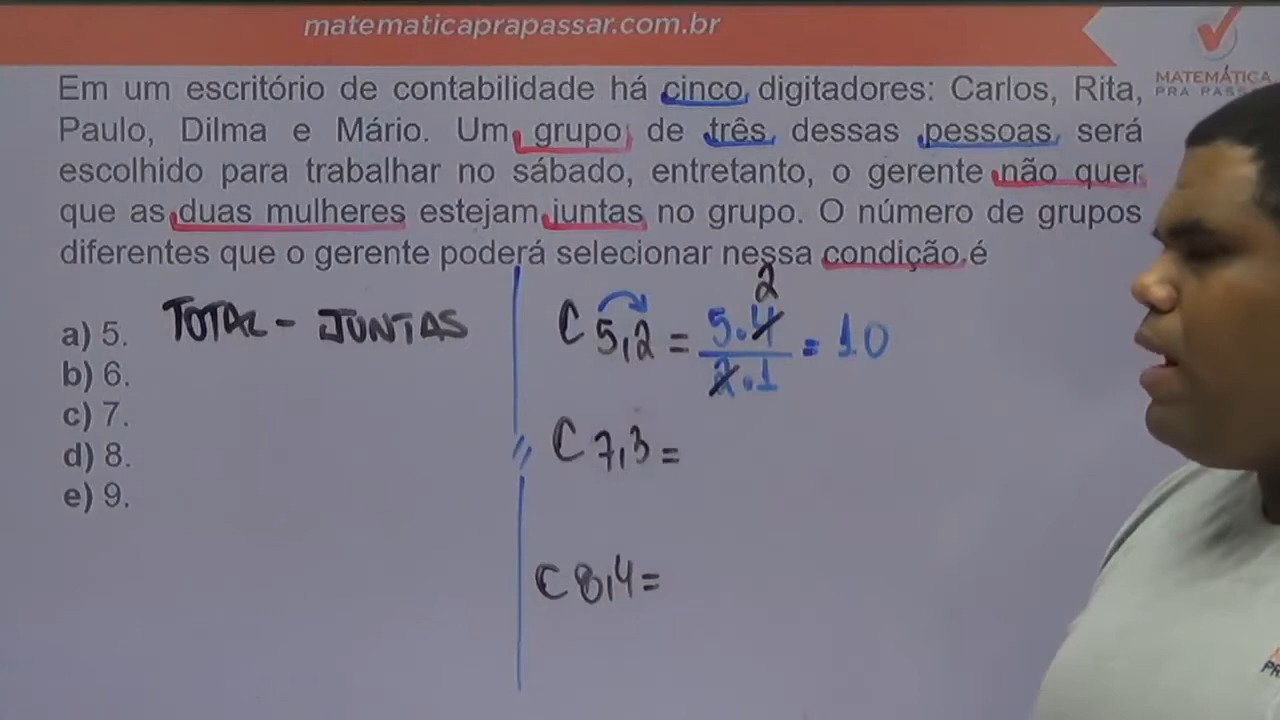 matematicaprapassar.com.br
MATEMÁTICA
Em um escritório de contabilidade há cinco digitadores: Carlos, Rita,
Paulo, Dilma e Mário. Um grupo de três dessas pessoas será
escolhido para trabalhar no sábado, entretanto, o gerente não quer
que as duas mulheres estejam juntas no grupo. O número de grupos
diferentes que o gerente poderá selecionar nessa condição é
a) 5.
b) 6.
c) 7.
d) 8.
e) 9.
TOTAL - JUNTAS
C 5,2 = 5.4 / 2.1 = 10
2
C 7,3 =
C 8,4 =